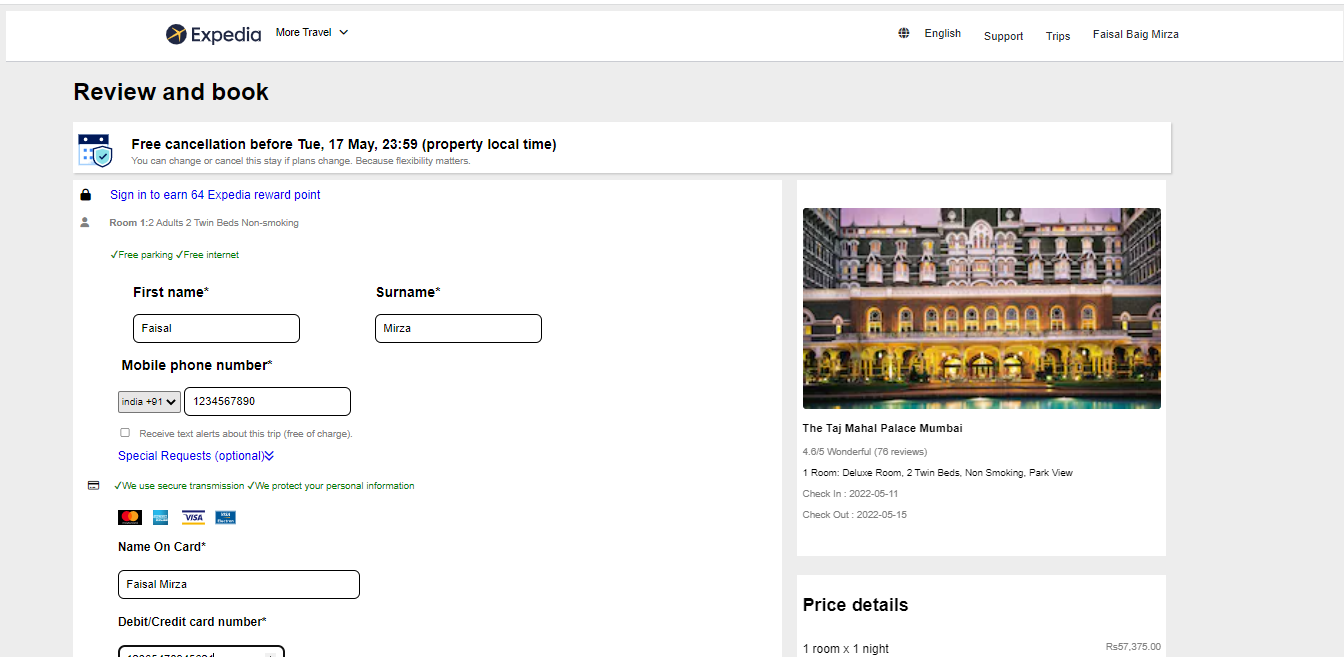 Expedia More Travel English Support Trips Faisal Baig Mirza
Review and book
Free cancellation before Tue, 17 May, 23:59 (property local time)
You can change or cancel this stay if plans change. Because flexibility matters.
Sign in to earn 64 Expedia reward point
Room 1:2 Adults 2 Twin Beds Non-smoking
✓Free parking ✓Free internet
First name* Surname*
Faisal Mirza
Mobile phone number*
india +91 1234567890
Receive text alerts about this trip (free of charge).
Special Requests (optional)
✓We use secure transmission ✓We protect your personal information
VISA VISA
Name On Card*
Faisal Mirza
Debit/Credit card number*
The Taj Mahal Palace Mumbai
4.6/5 Wonderful (76 reviews)
1 Room: Deluxe Room, 2 Twin Beds, Non Smoking, Park View
Check In : 2022-05-11
Check Out : 2022-05-15
Price details
1 room x 1 night Rs57,375.00